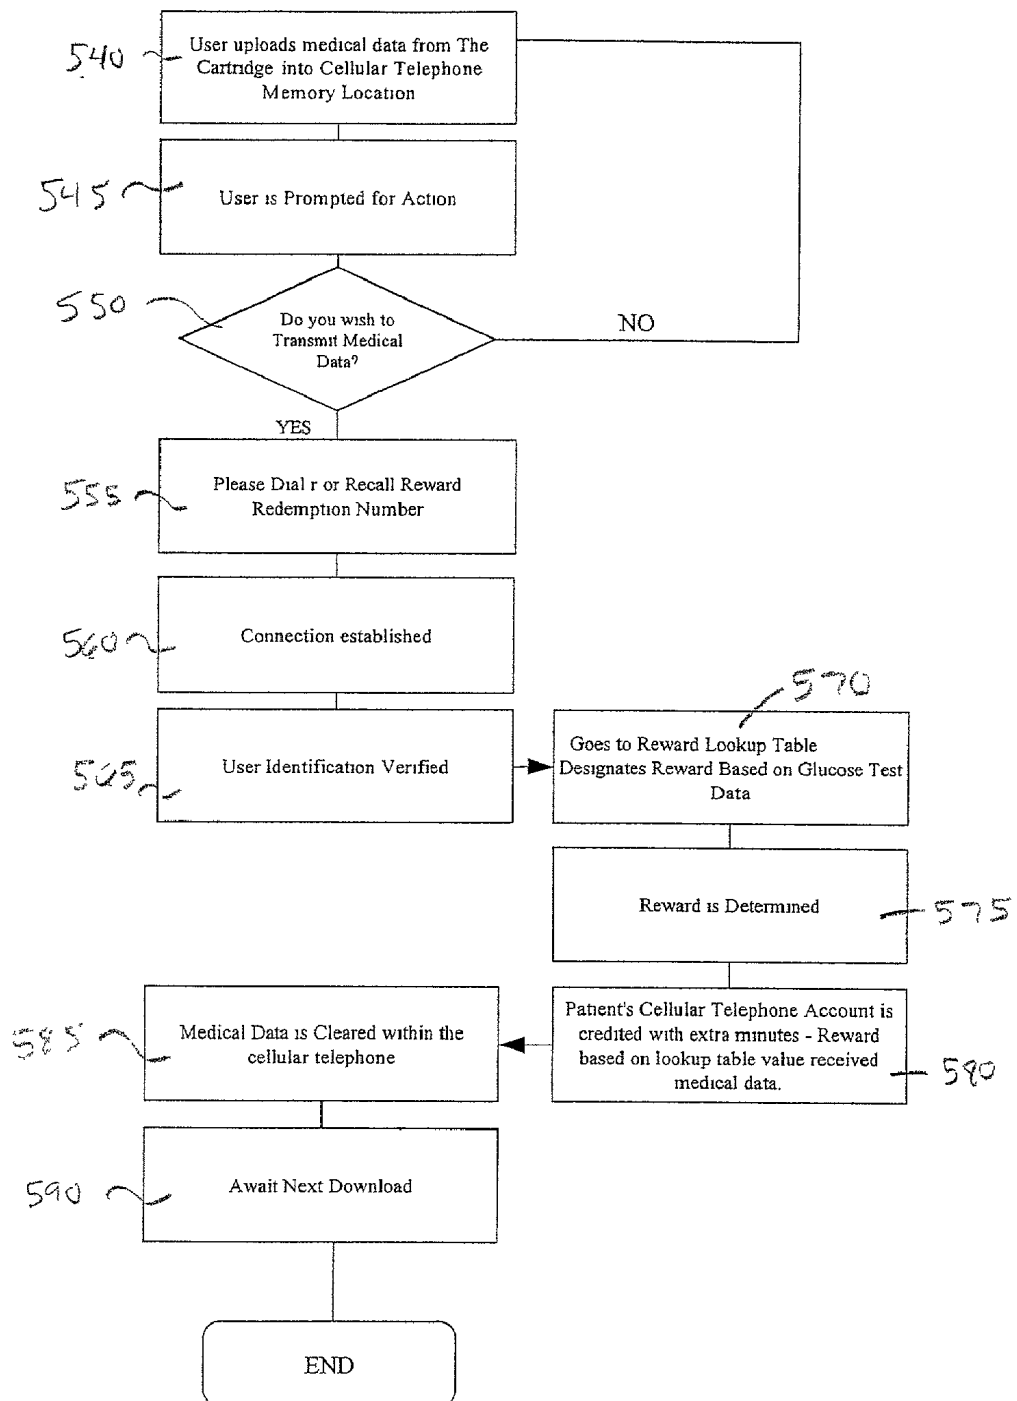 540
User uploads medical data from The
Cartridge into Cellular Telephone
Memory Location
545
User is Prompted for Action
550
Do you wish to
Transmit Medical
Data?
NO
YES
555
Please Dial r or Recall Reward
Redemption Number
560
Connection established
565
User Identification Verified
570
Goes to Reward Lookup Table
Designates Reward Based on Glucose Test
Data
Reward is Determined
575
Patient's Cellular Telephone Account is
credited with extra minutes - Reward
based on lookup table value received
medical data.
580
585
Medical Data is Cleared within the
cellular telephone
590
Await Next Download
END